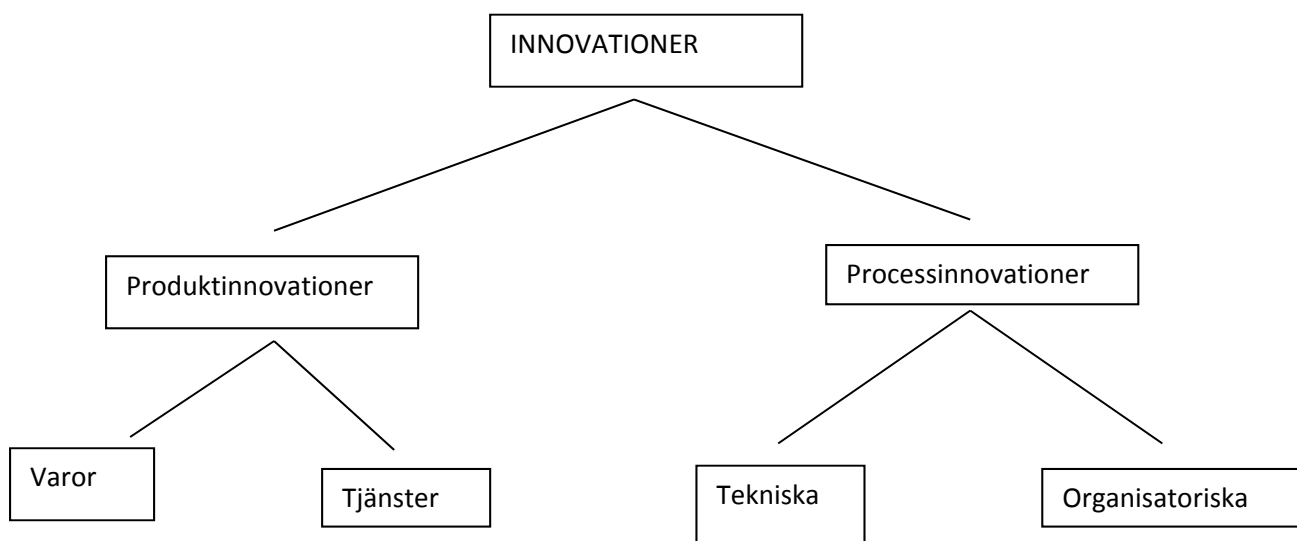 INNOVATIONER
Produktinnovationer
Processinnovationer
Varor
Tjänster
Tekniska
Organisatoriska